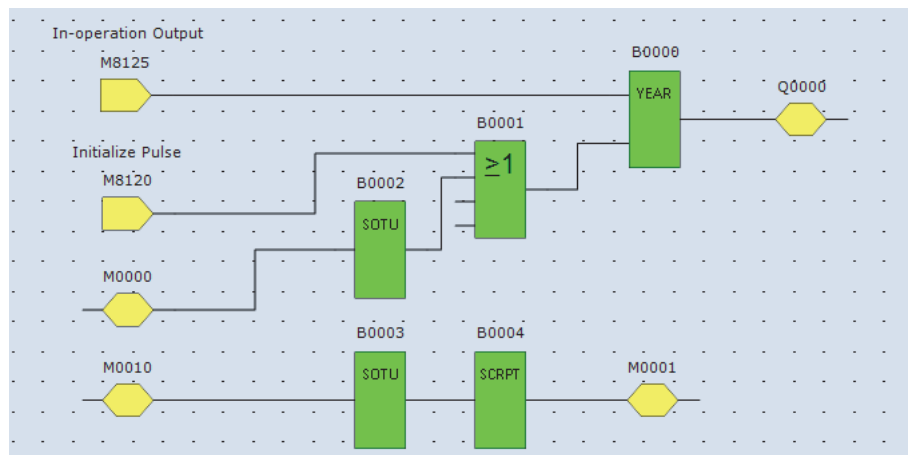 In-operation Output
M8125
B0006
YEAR
Q0000
Initialize Pulse
M8120
B0001
≥1
B0002
SOTU
M0000
B0003
SOTU
B0004
SCRPT
M0010
M0001